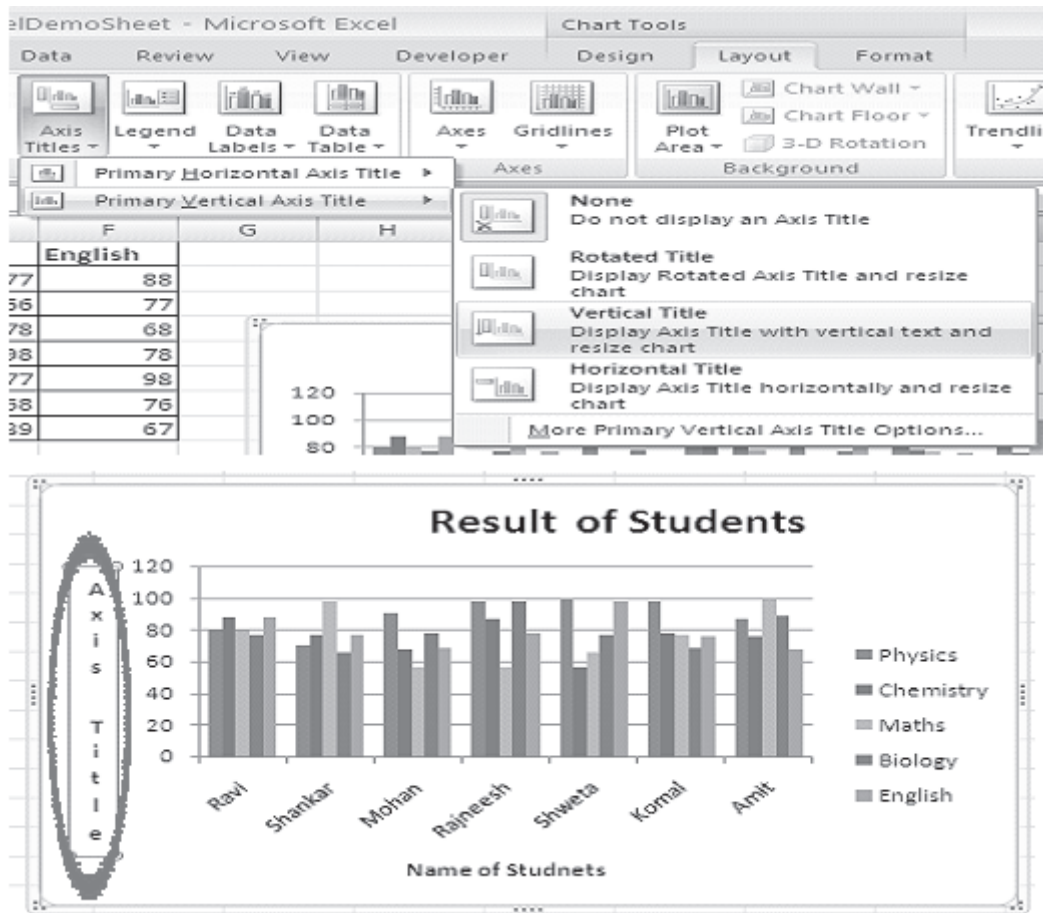 elDemoSheet - Microsoft Excel Chart Tools
Data Review View Developer Design Layout Format
Axis Titles Legend Data Labels Data Table Axes Gridlines Plot Area Chart Wall Chart Floor 3-D Rotation Trendli
Axes Background
Primary Horizontal Axis Title
Primary Vertical Axis Title
None
Do not display an Axis Title
Rotated Title
Display Rotated Axis Title and resize
chart
Vertical Title
Display Axis Title with vertical text and
resize chart
Horizontal Title
Display Axis Title horizontally and resize
chart
More Primary Vertical Axis Title Options...
F G H
English
77 88
56 77
78 68
98 78
77 98
68 76
89 67
120
100
80
Result of Students
Axis Title
120
100
80
60
40
20
0
Ravi Shankar Mohan Rajneesh Shweta Komal Amit
Name of Studnets
Physics
Chemistry
Maths
Biology
English